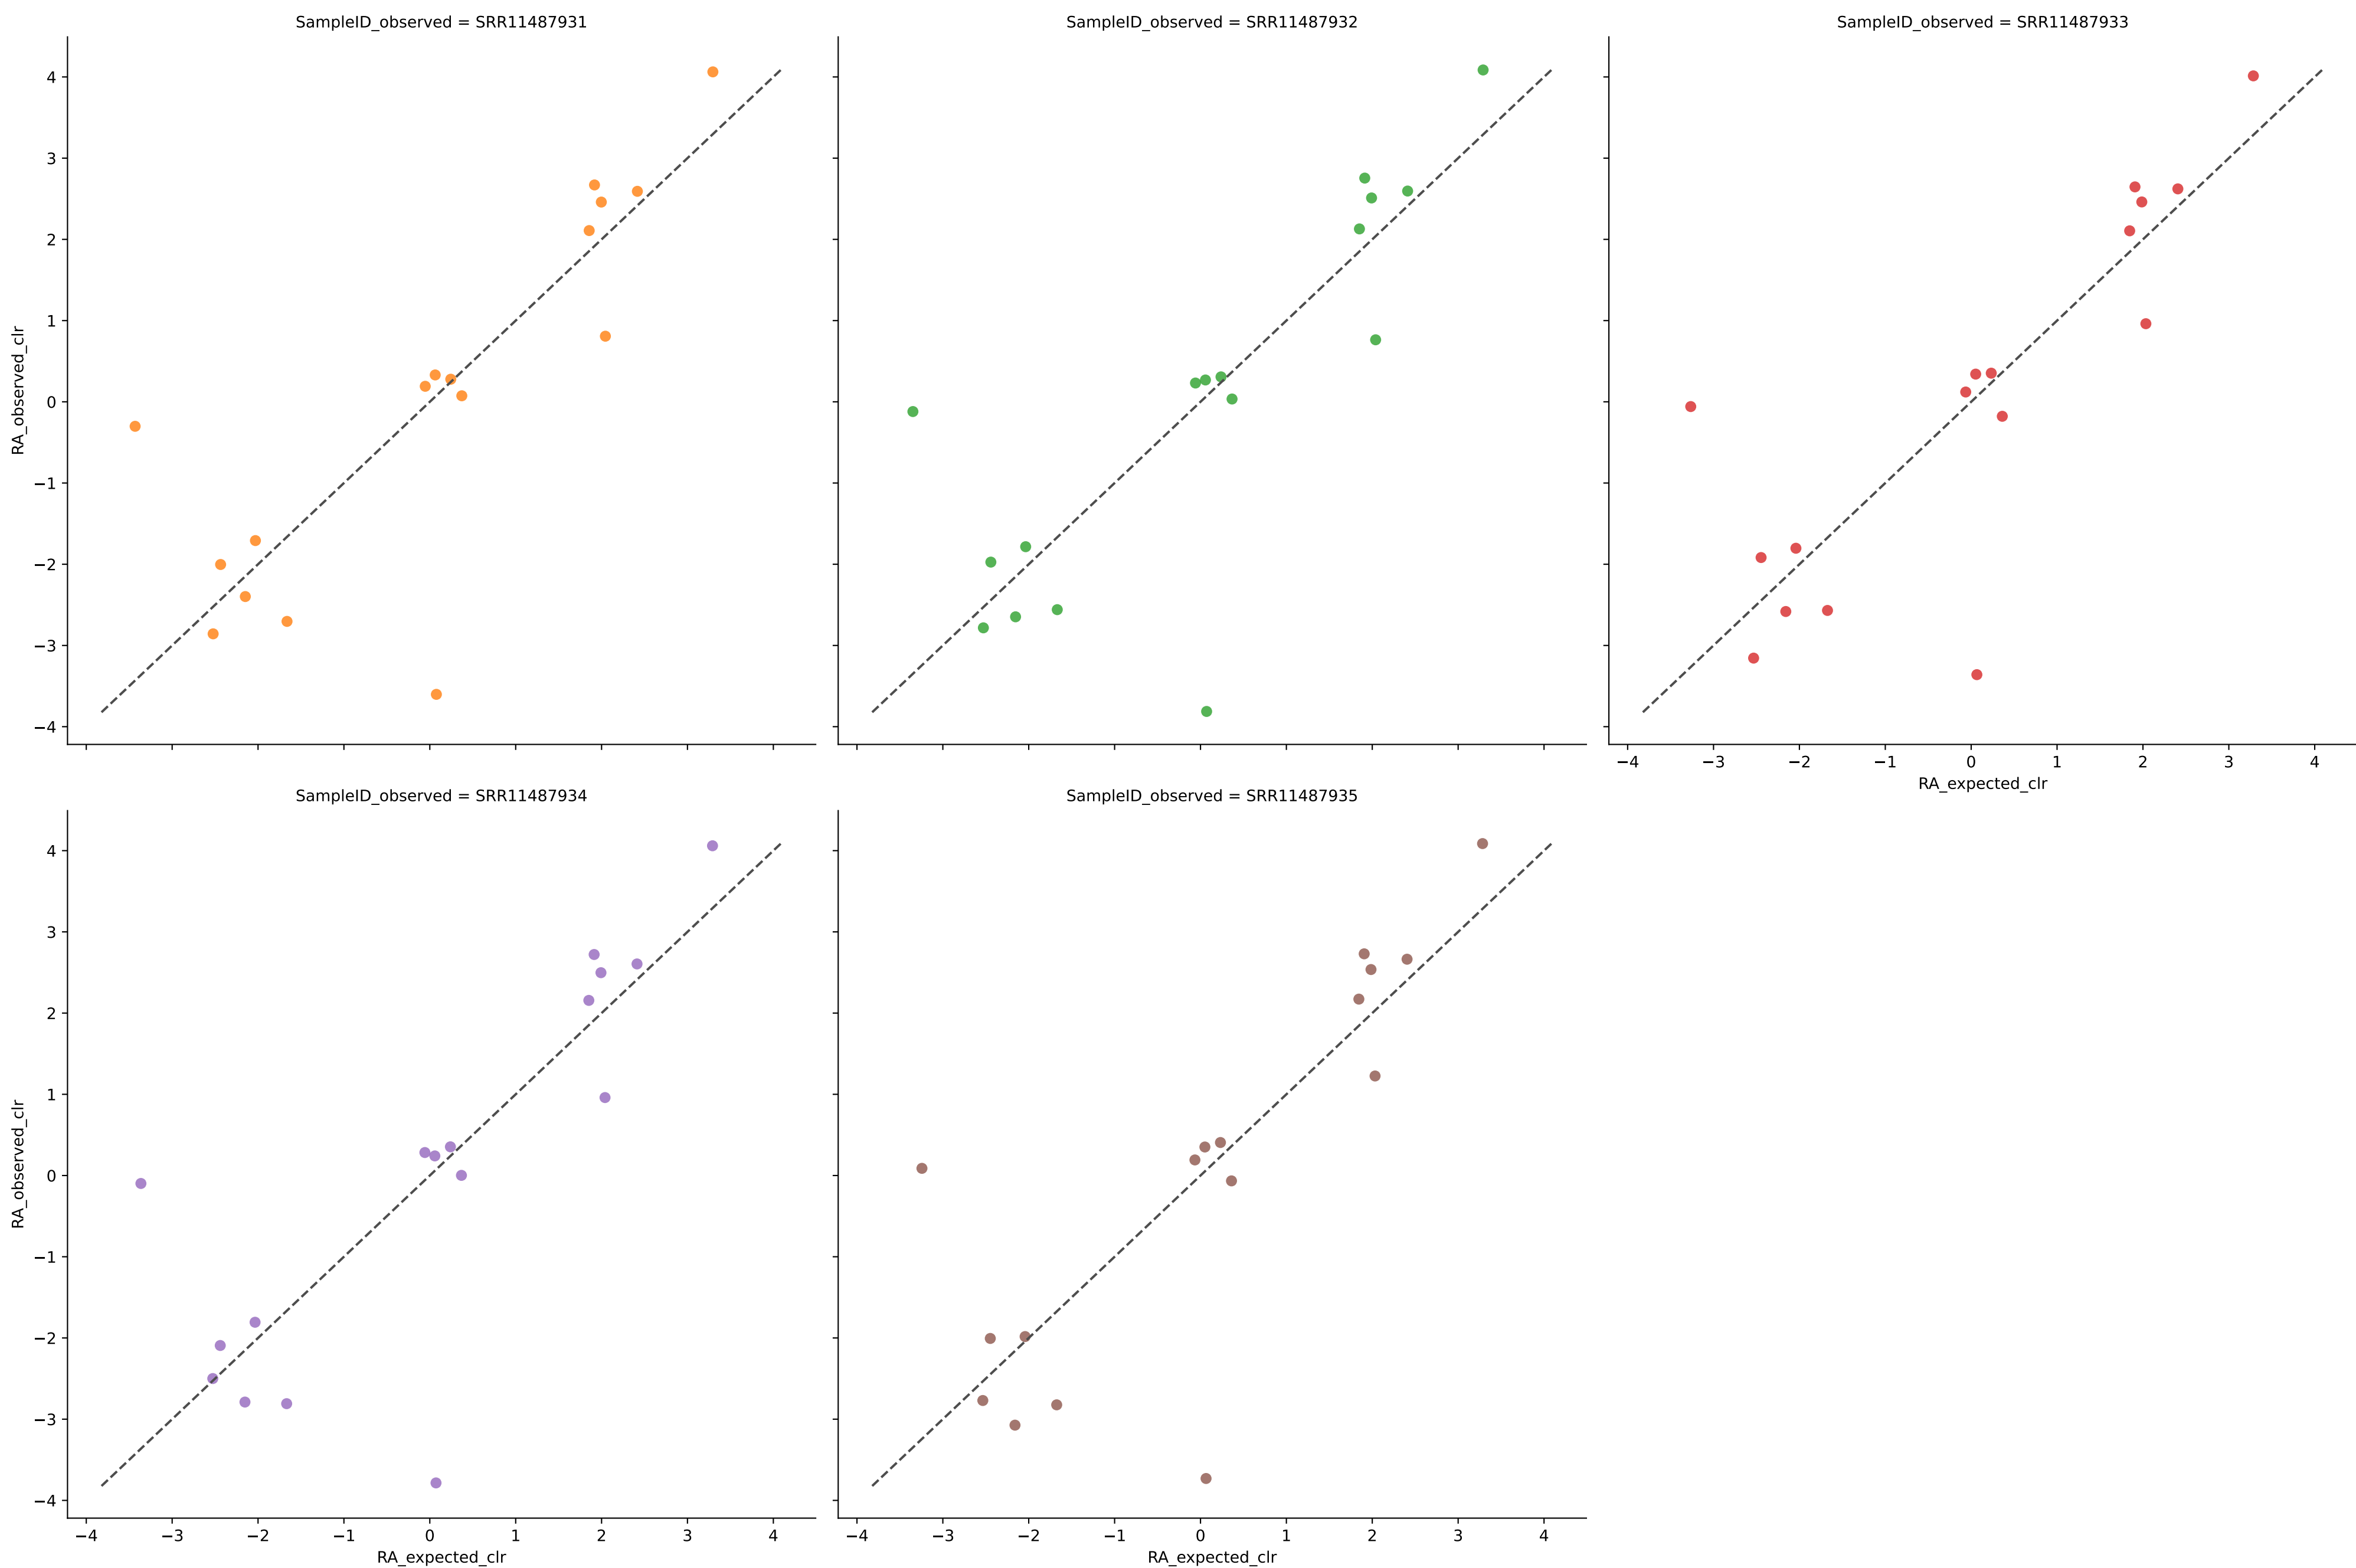 SampleID_observed = SRR11487931
SampleID_observed = SRR11487932
SampleID_observed = SRR11487933
4
3
2
1
0
−1
−2
−3
−4
RA_observed_clr
−4 −3 −2 −1 0 1 2 3 4
RA_expected_clr
SampleID_observed = SRR11487934
SampleID_observed = SRR11487935
4
3
2
1
0
−1
−2
−3
−4
RA_observed_clr
−4 −3 −2 −1 0 1 2 3 4
RA_expected_clr
−4 −3 −2 −1 0 1 2 3 4
RA_expected_clr